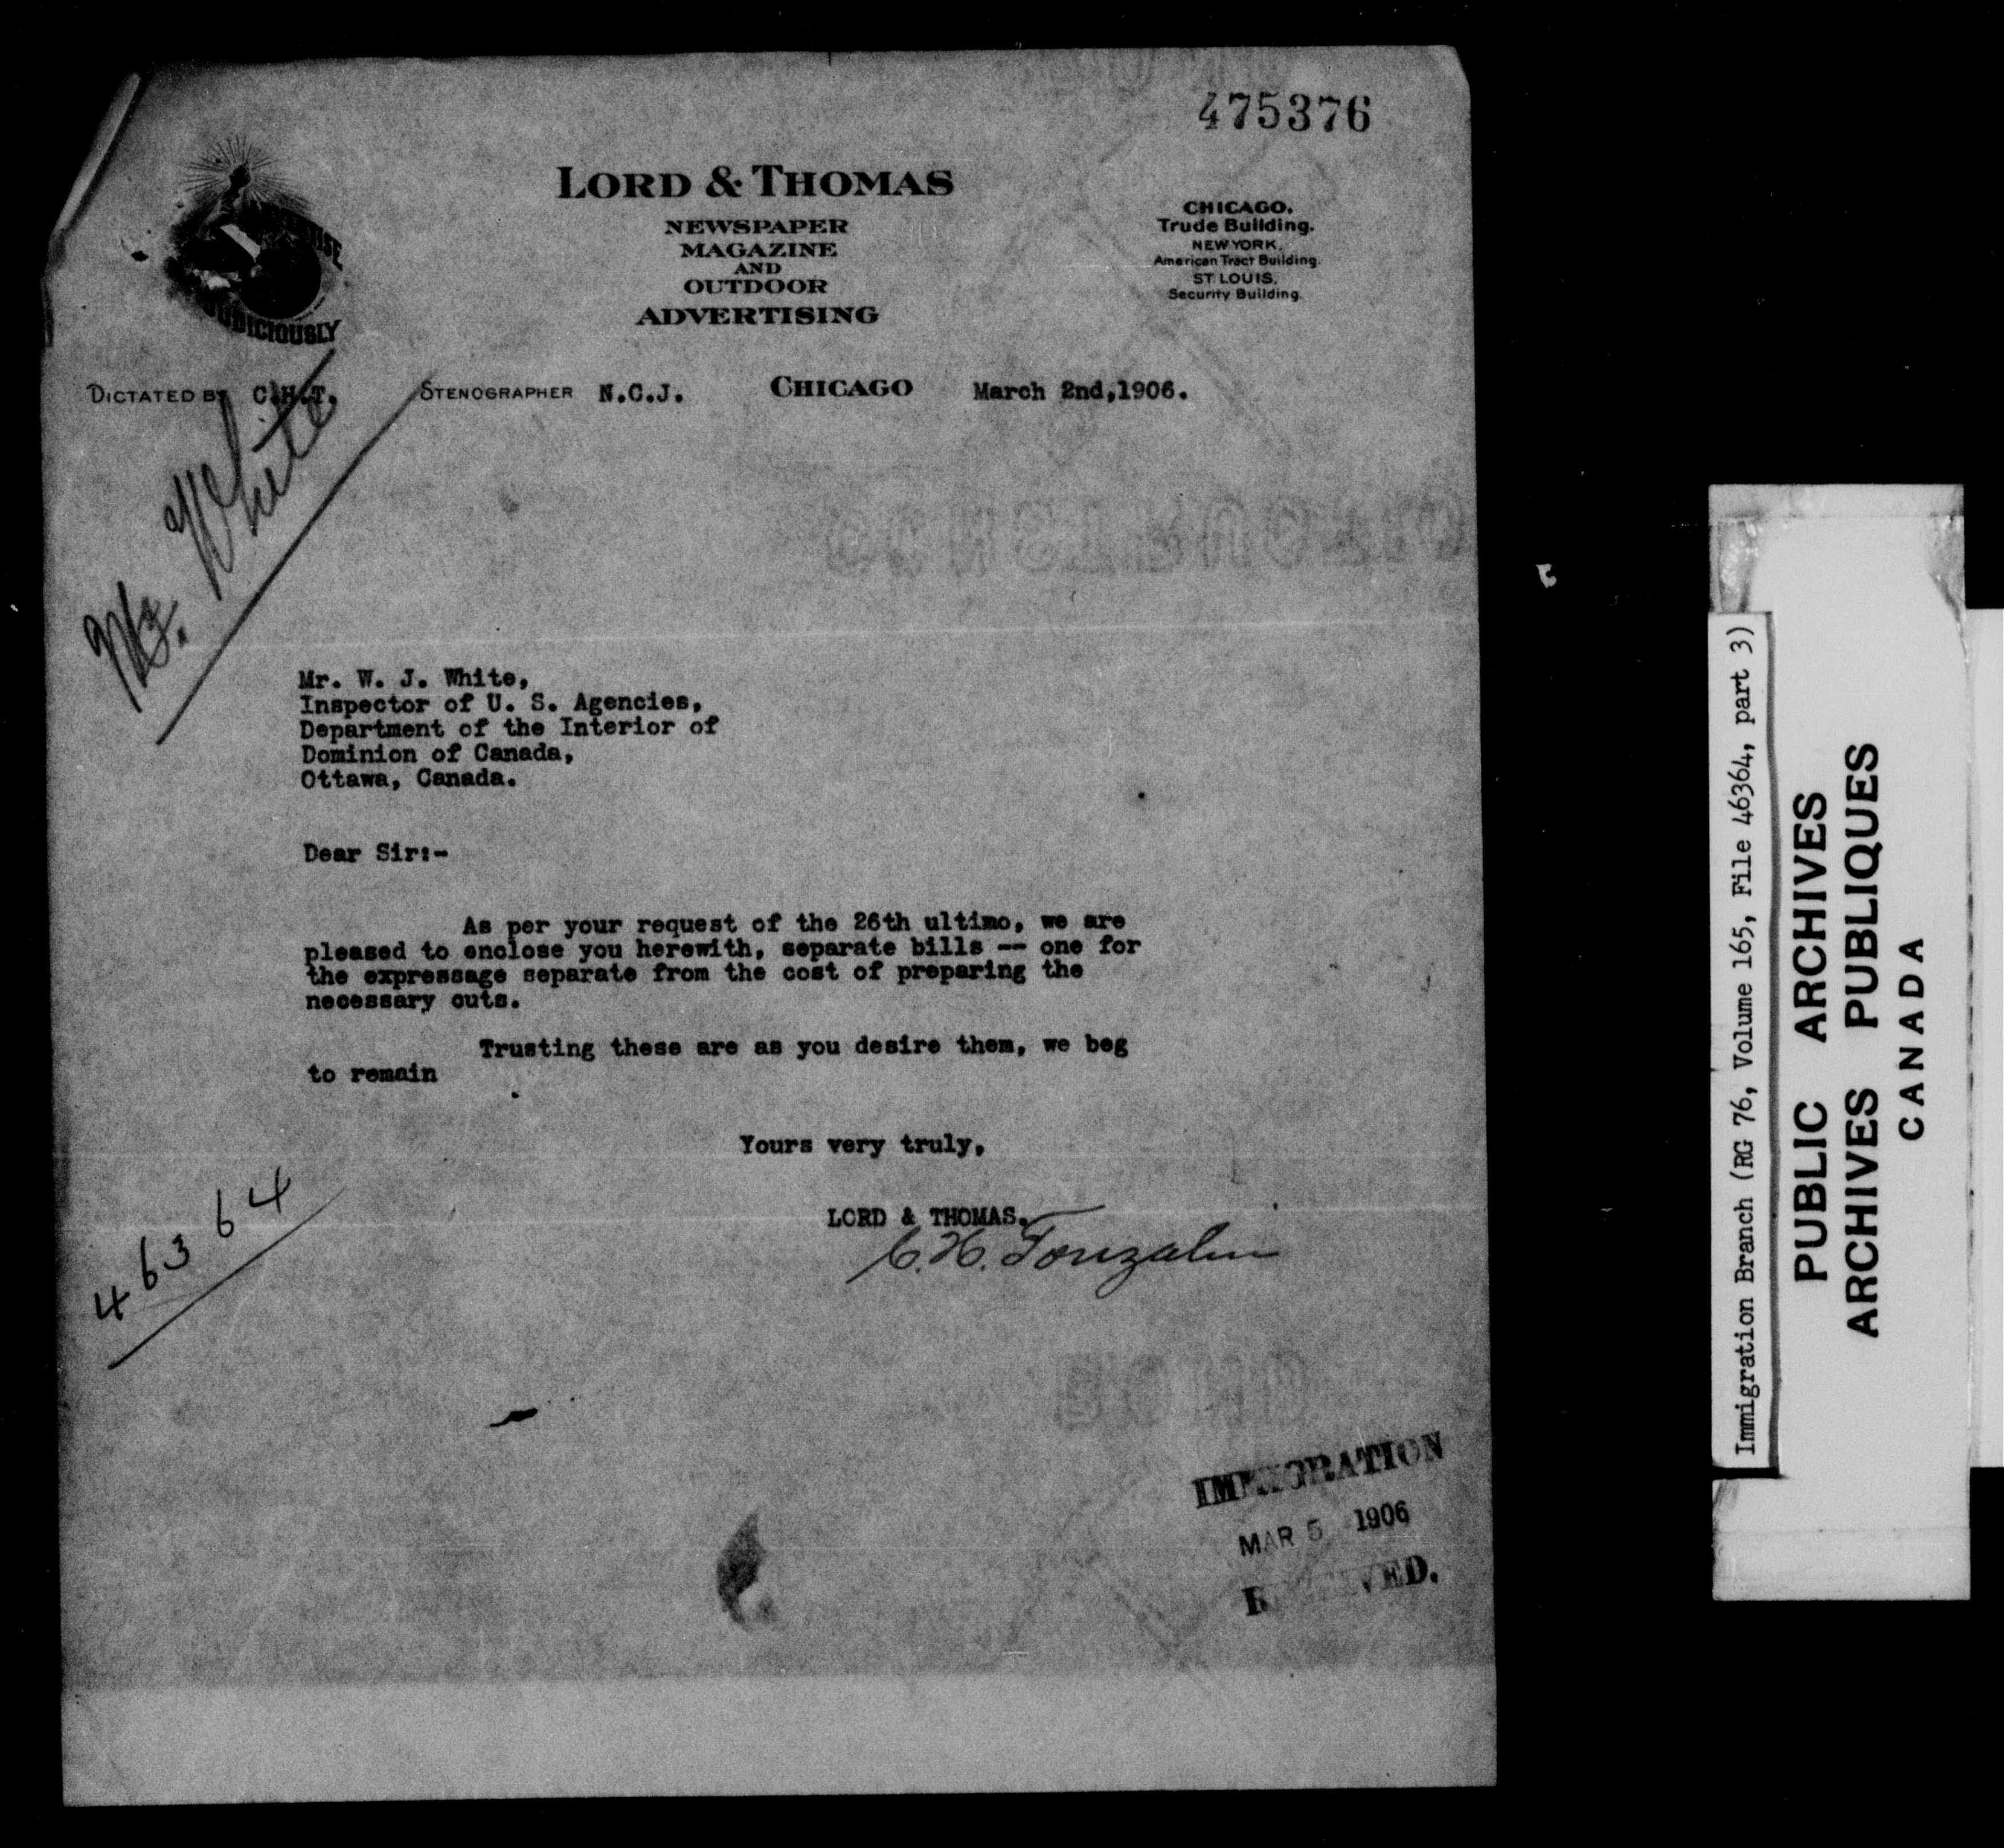 475376
LORD & THOMAS
NEWSPAPER
MAGAZINE
AND
OUTDOOR
ADVERTISING
CHICAGO,
Trude Building.
NEW YORK,
American Tract Building.
ST. LOUIS,
Security Building.
JUDICIOUSLY
DICTATED BY C.H.T. STENOGRAPHER N.C.J. CHICAGO March 2nd,1906.
Mr. White
Mr. W. J. White,
Inspector of U. S. Agencies,
Department of the Interior of
Dominion of Canada,
Ottawa, Canada.
Dear Sir:-
As per your request of the 26th ultimo, we are
pleased to enclose you herewith, separate bills -- one for
the expressage separate from the cost of preparing the
necessary cuts.
Trusting these are as you desire them, we beg
to remain
Yours very truly,
LORD & THOMAS.
C. H. Touzalin
46364
IMMIGRATION
MAR 5 1906
RECEIVED.
Immigration Branch (RG 76, Volume 165, File 46364, part 3)
PUBLIC ARCHIVES
ARCHIVES PUBLIQUES
CANADA